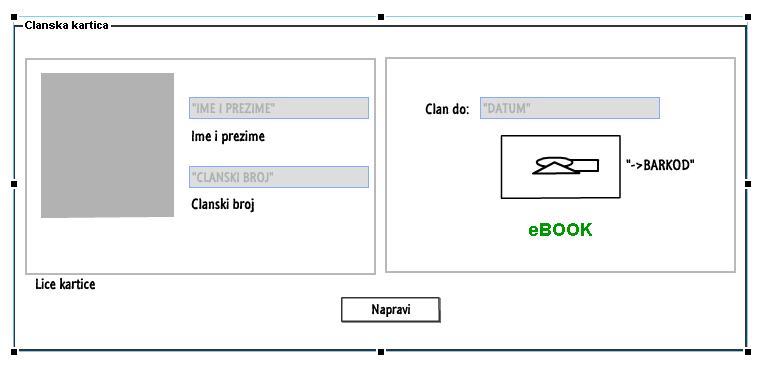 Clanska kartica
"IME I PREZIME"
Ime i prezime
"CLANSKI BROJ"
Clanski broj
Lice kartice
Clan do: "DATUM"
"->BARKOD"
eBOOK
Napravi